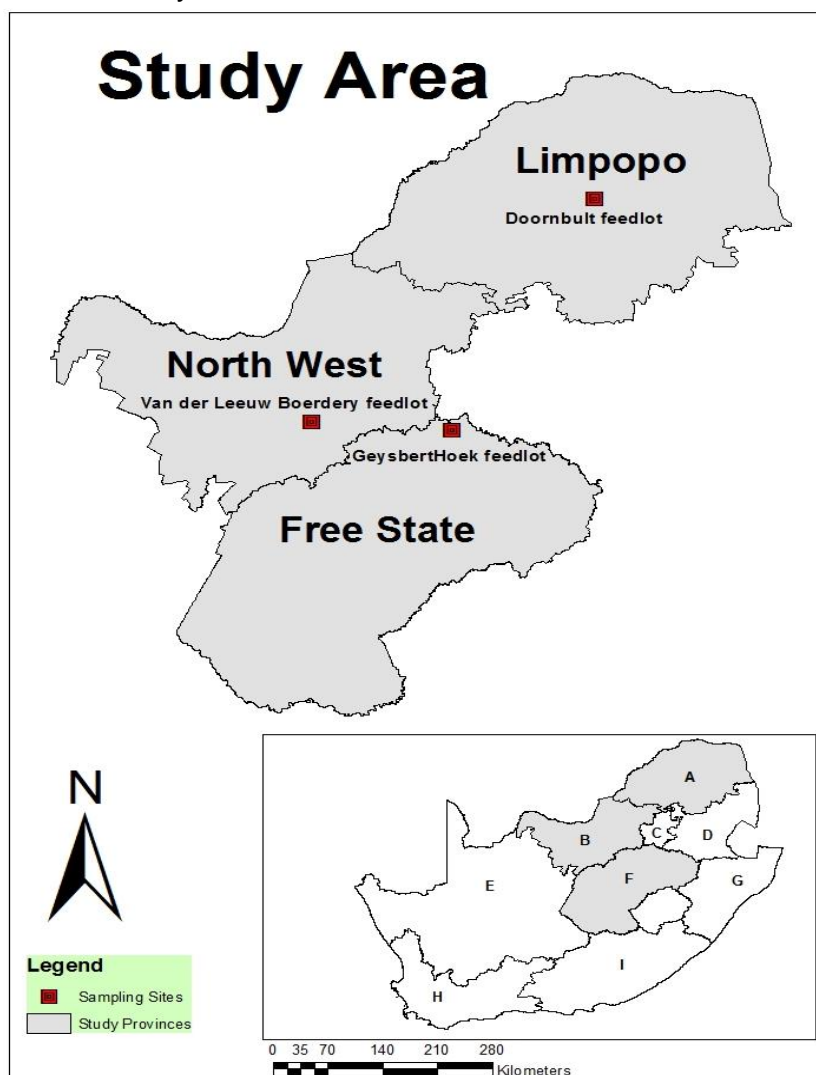 Study Area
Limpopo
Doornbult feedlot
North West
Van der Leeuw Boerdery feedlot
GeysbertHoek feedlot
Free State
N
A
B
C
D
E
F
G
H
I
Legend
Sampling Sites
Study Provinces
0 35 70 140 210 280
Kilometers